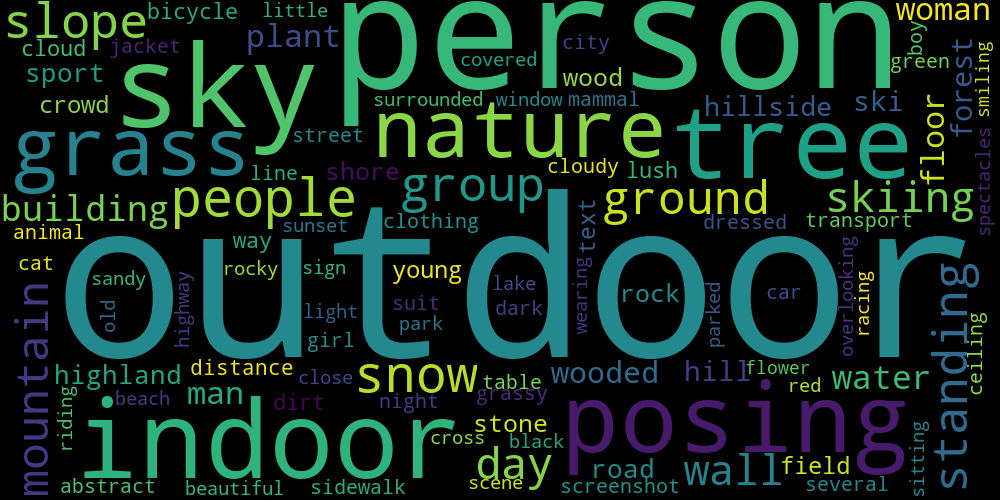 slope
bicycle
little
person
woman
cloud
jacket
plant
sky
covered
city
boy
green
forest
smiling
sport
wood
crowd
surrounded
window
mammal
hillside
ski
floor
grass
street
nature
tree
spectacles
line
shore
cloudy
lush
building
people
group
ground
skiing
animal
sunset
clothing
text
dressed
transport
way
outdoor
cat
sandy
rocky
sign
young
lake
wearing
rock
car
overlooking
racing
standing
old
highway
light
suit
dark
park
parked
mountain
girl
ceiling
distance
highland
close
snow
table
wooded
hill
flower
red
water
riding
beach
man
dirt
night
grassy
indoor
posing
cross
stone
black
sitting
day
road
wall
field
abstract
beautiful
sidewalk
scene
screenshot
several